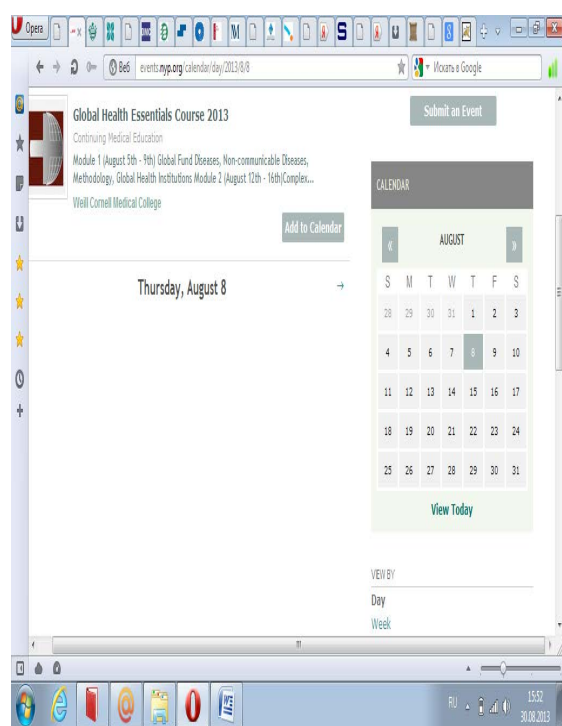 Opera
Веб
events.nyp.org/calendar/day/2013/8/8
Искать в Google
Global Health Essentials Course 2013
Continuing Medical Education
Module 1 (August 5th - 9th) Global Fund Diseases, Non-communicable Diseases,
Methodology, Global Health Institutions Module 2 (August 12th - 16th)Complex...
Weill Cornell Medical College
Add to Calendar
Thursday, August 8 →
Submit an Event
CALENDAR
« AUGUST »
S M T W T F S
28 29 30 31 1 2 3
4 5 6 7 8 9 10
11 12 13 14 15 16 17
18 19 20 21 22 23 24
25 26 27 28 29 30 31
View Today
VIEW BY
Day
Week
RU
15:52
30.08.2013